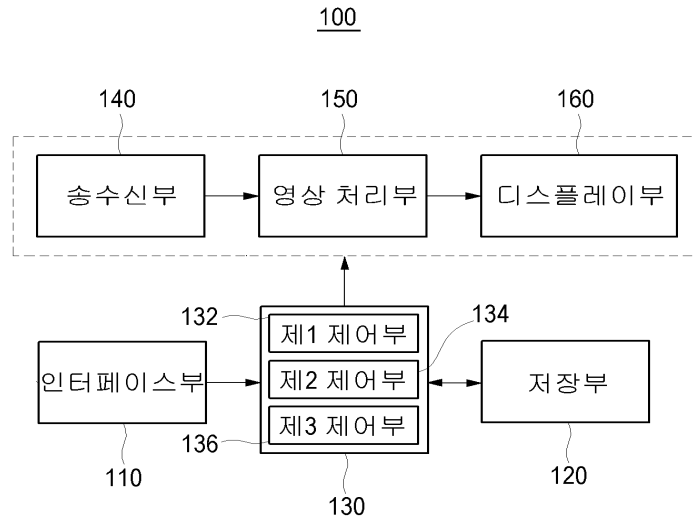 100
140 150 160
송수신부 영상 처리부 디스플레이부
132 제1 제어부 134
인터페이스부 제2 제어부 저장부
136 제3 제어부
110 130 120